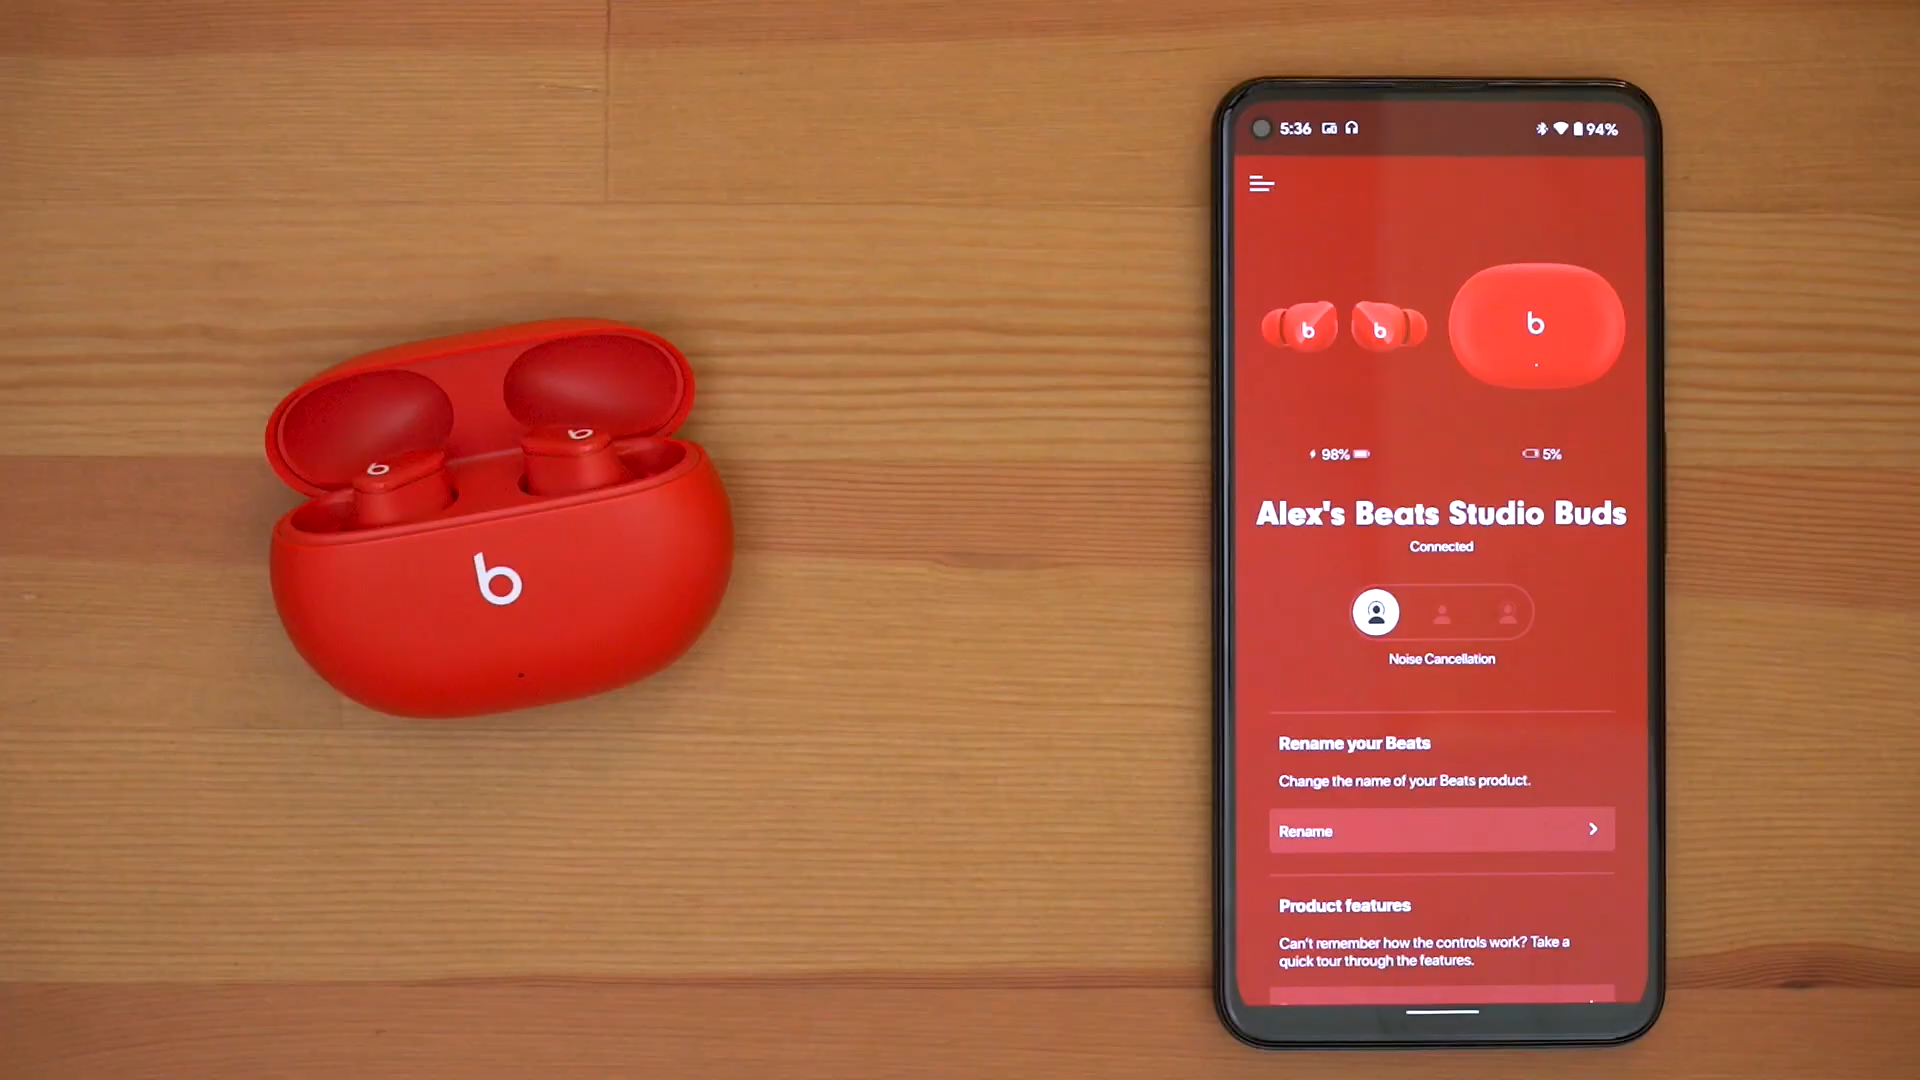 5:36
94%
98%
5%
Alex's Beats Studio Buds
Connected
Noise Cancellation
Rename your Beats
Change the name of your Beats product.
Rename
Product features
Can't remember how the controls work? Take a
quick tour through the features.